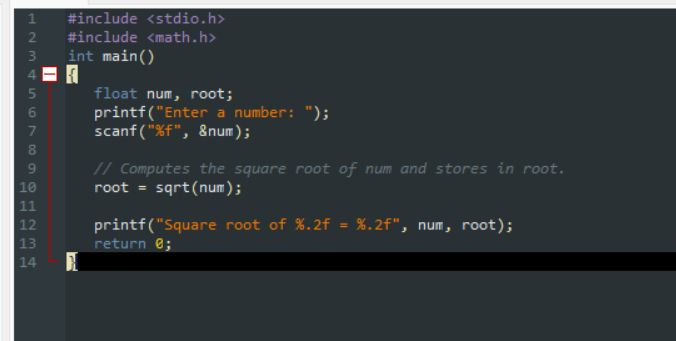 1 #include <stdio.h>
2 #include <math.h>
3 int main()
4 {
5 float num, root;
6 printf("Enter a number: ");
7 scanf("%f", &num);
8
9 // Computes the square root of num and stores in root.
10 root = sqrt(num);
11
12 printf("Square root of %.2f = %.2f", num, root);
13 return 0;
14 }